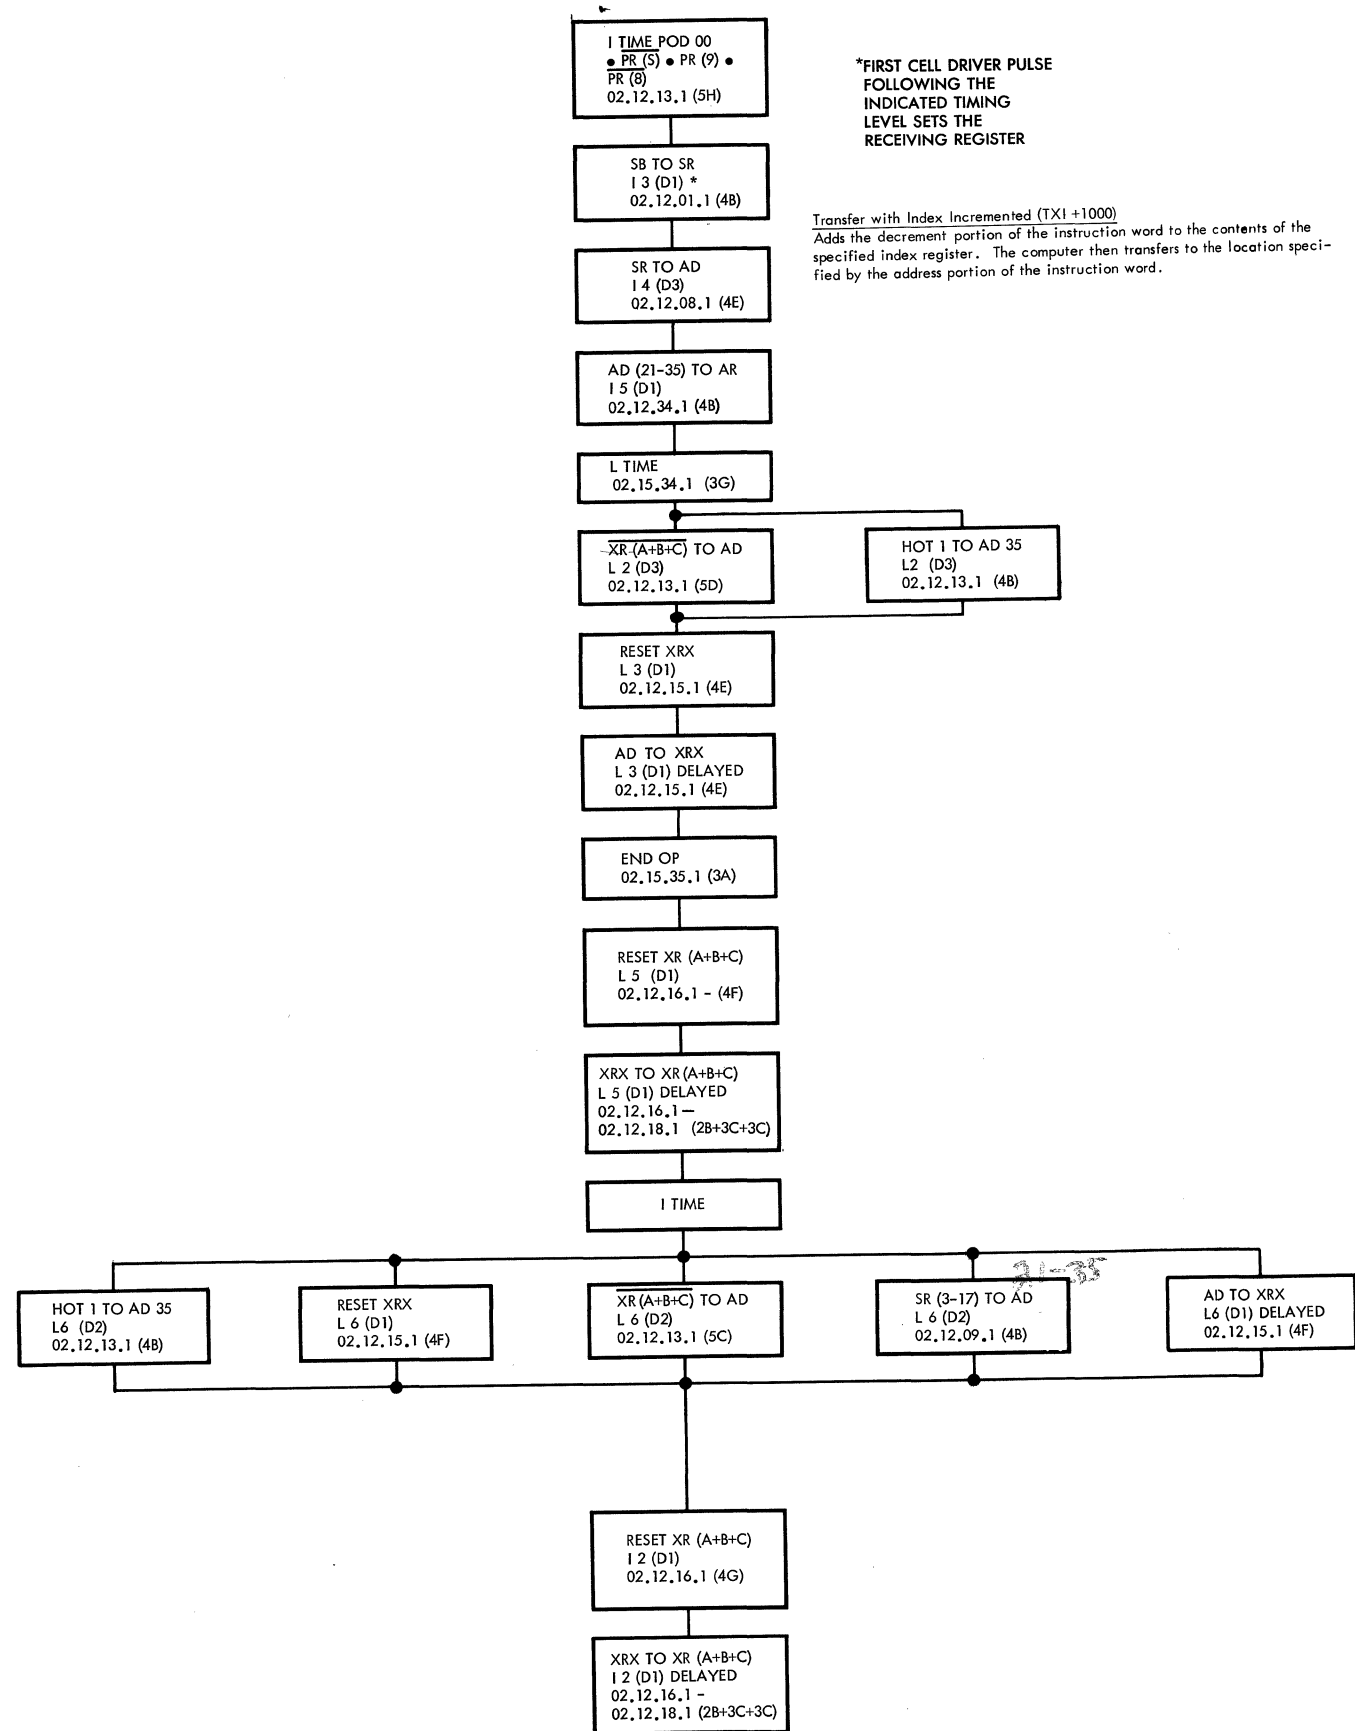 I TIME POD 00
• PR (S) • PR (9) •
PR (8)
02.12.13.1 (5H)
*FIRST CELL DRIVER PULSE
FOLLOWING THE
INDICATED TIMING
LEVEL SETS THE
RECEIVING REGISTER
SB TO SR
I 3 (D1) *
02.12.01.1 (4B)
Transfer with Index Incremented (TXI +1000)
Adds the decrement portion of the instruction word to the contents of the
specified index register. The computer then transfers to the location speci-
fied by the address portion of the instruction word.
SR TO AD
I 4 (D3)
02.12.08.1 (4E)
AD (21-35) TO AR
I 5 (D1)
02.12.34.1 (4B)
L TIME
02.15.34.1 (3G)
XR (A+B+C) TO AD
L 2 (D3)
02.12.13.1 (5D)
HOT 1 TO AD 35
L2 (D3)
02.12.13.1 (4B)
RESET XRX
L 3 (D1)
02.12.15.1 (4E)
AD TO XRX
L 3 (D1) DELAYED
02.12.15.1 (4E)
END OP
02.15.35.1 (3A)
RESET XR (A+B+C)
L 5 (D1)
02.12.16.1 - (4F)
XRX TO XR (A+B+C)
L 5 (D1) DELAYED
02.12.16.1 —
02.12.18.1 (2B+3C+3C)
I TIME
HOT 1 TO AD 35
L6 (D2)
02.12.13.1 (4B)
RESET XRX
L 6 (D1)
02.12.15.1 (4F)
XR (A+B+C) TO AD
L 6 (D2)
02.12.13.1 (5C)
21-35
SR (3-17) TO AD
L 6 (D2)
02.12.09.1 (4B)
AD TO XRX
L6 (D1) DELAYED
02.12.15.1 (4F)
RESET XR (A+B+C)
I 2 (D1)
02.12.16.1 (4G)
XRX TO XR (A+B+C)
I 2 (D1) DELAYED
02.12.16.1 -
02.12.18.1 (2B+3C+3C)